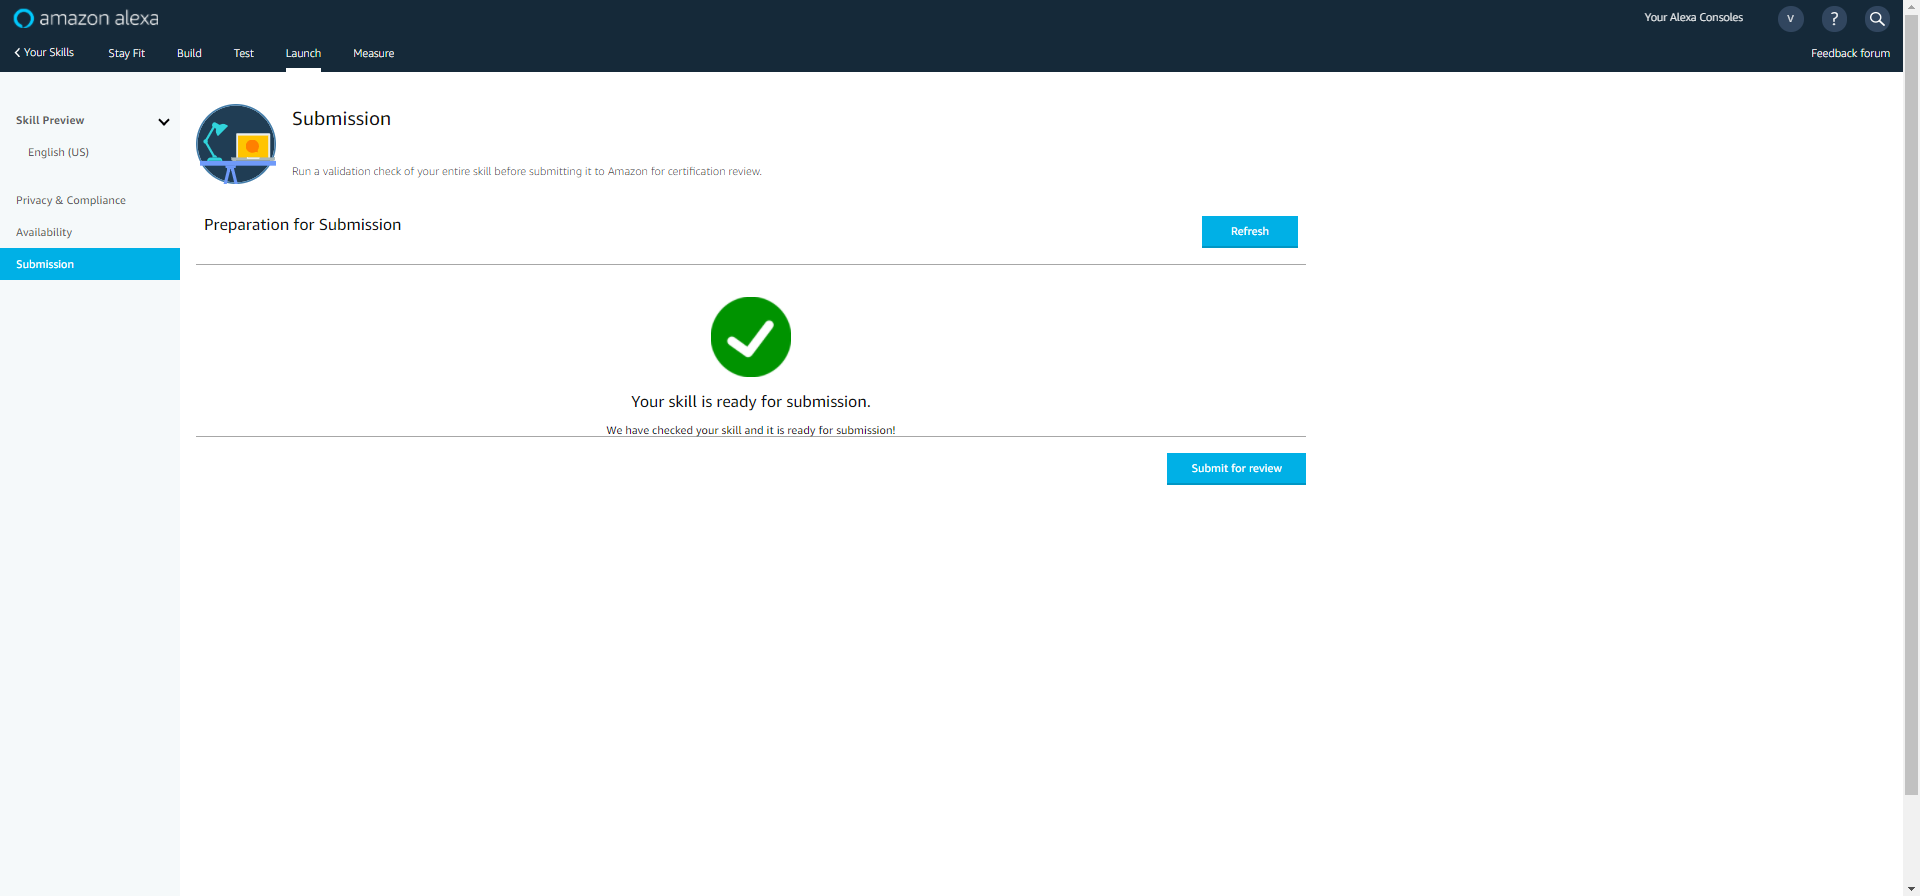 amazon alexa
Your Alexa Consoles
V
?
Your Skills
Stay Fit
Build
Test
Launch
Measure
Feedback forum
Skill Preview
English (US)
Privacy & Compliance
Availability
Submission
Submission
Run a validation check of your entire skill before submitting it to Amazon for certification review.
Preparation for Submission
Refresh
Your skill is ready for submission.
We have checked your skill and it is ready for submission!
Submit for review